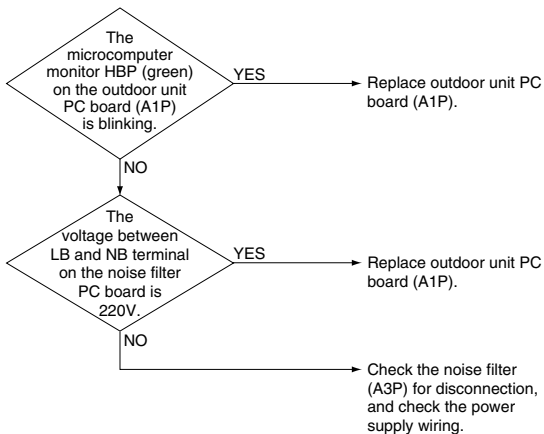 The
microcomputer
monitor HBP (green)
on the outdoor unit
PC board (A1P)
is blinking.
YES
Replace outdoor unit PC
board (A1P).
NO
The
voltage between
LB and NB terminal
on the noise filter
PC board is
220V.
YES
Replace outdoor unit PC
board (A1P).
NO
Check the noise filter
(A3P) for disconnection,
and check the power
supply wiring.